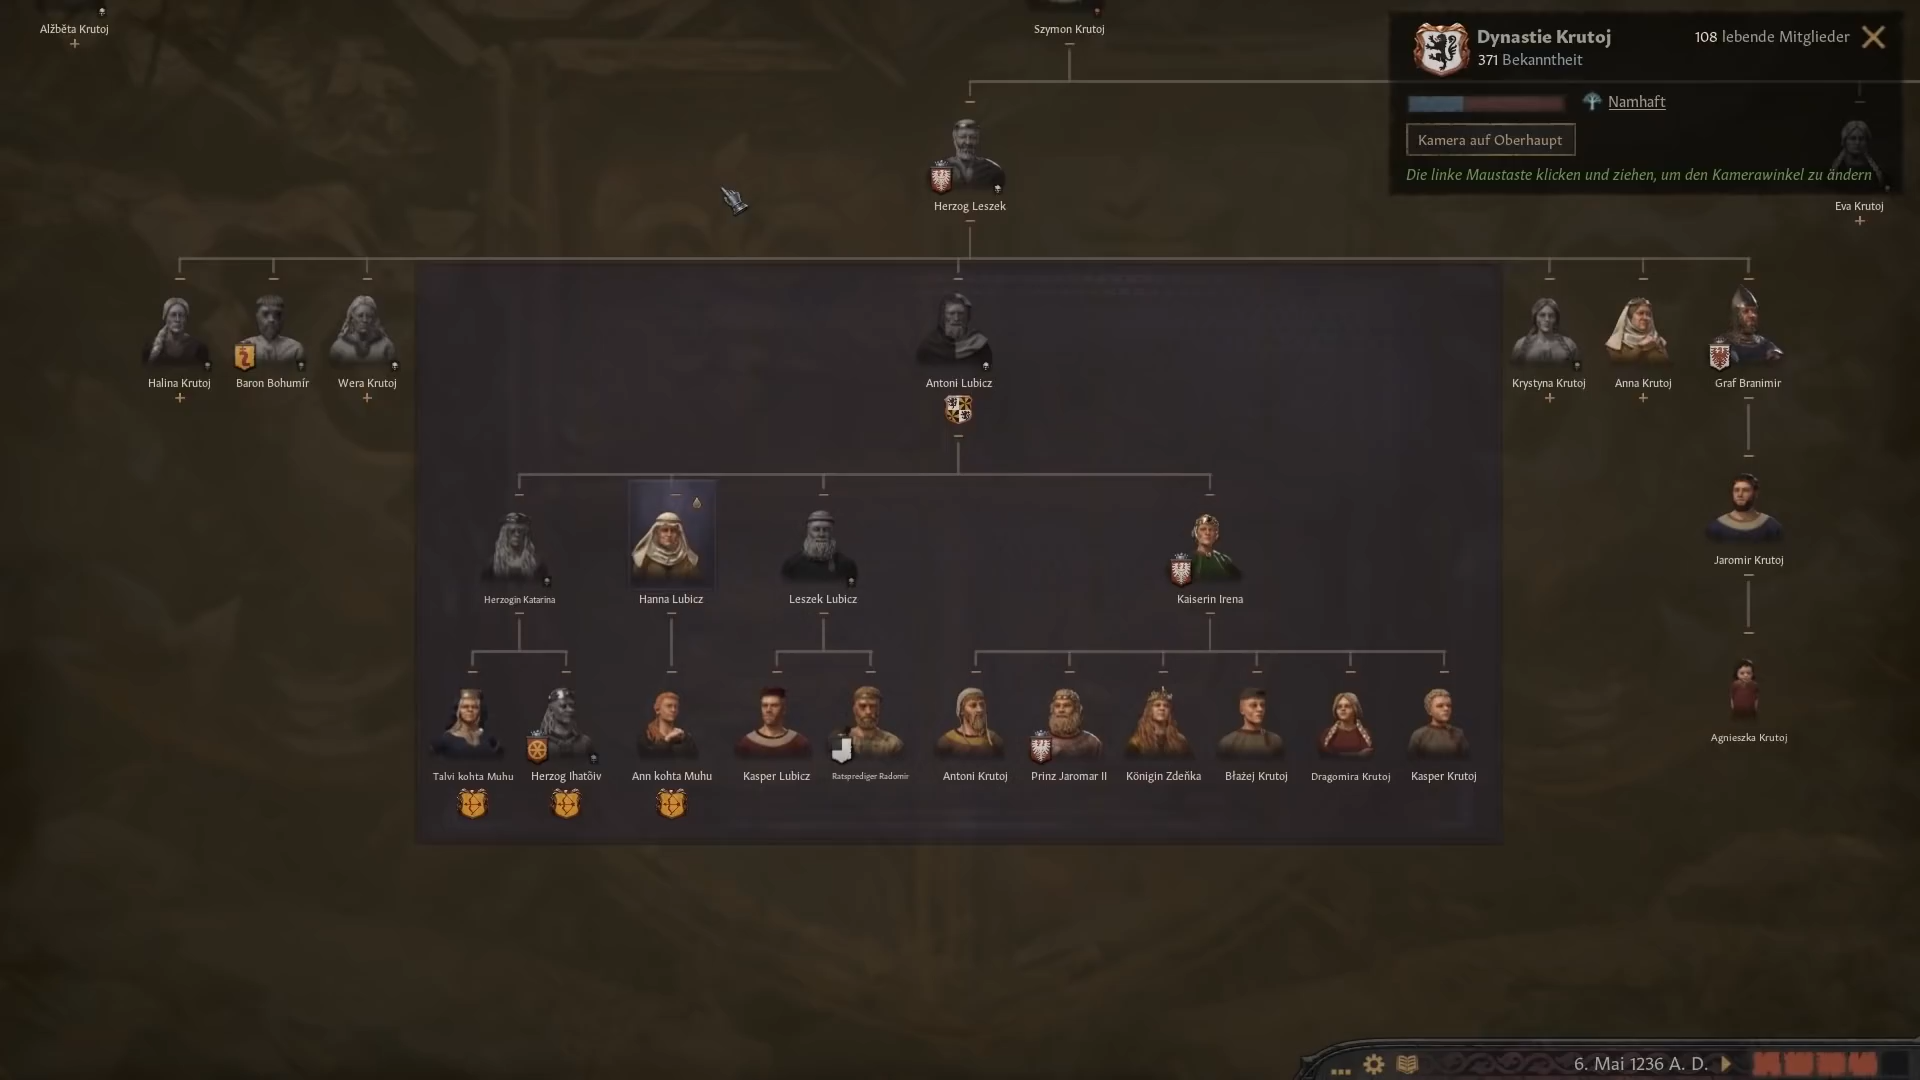 Alžběta Krutoj
Szymon Krutoj
Dynastie Krutoj
108 lebende Mitglieder
371 Bekanntheit
Namhaft
Kamera auf Oberhaupt
Die linke Maustaste klicken und ziehen, um den Kamerawinkel zu ändern
Herzog Leszek
Eva Krutoj
Halina Krutoj
Baron Bohumír
Wera Krutoj
Antoni Lubicz
Krystyna Krutoj
Anna Krutoj
Graf Branimir
Jaromir Krutoj
Herzogin Katarina
Hanna Lubicz
Leszek Lubicz
Kaiserin Irena
Agnieszka Krutoj
Talvi kohta Muhu
Herzog Ihatõiv
Ann kohta Muhu
Kasper Lubicz
Ratsprediger Radomir
Antoni Krutoj
Prinz Jaromar II
Königin Zdeňka
Błażej Krutoj
Dragomira Krutoj
Kasper Krutoj
6. Mai 1236 A. D.